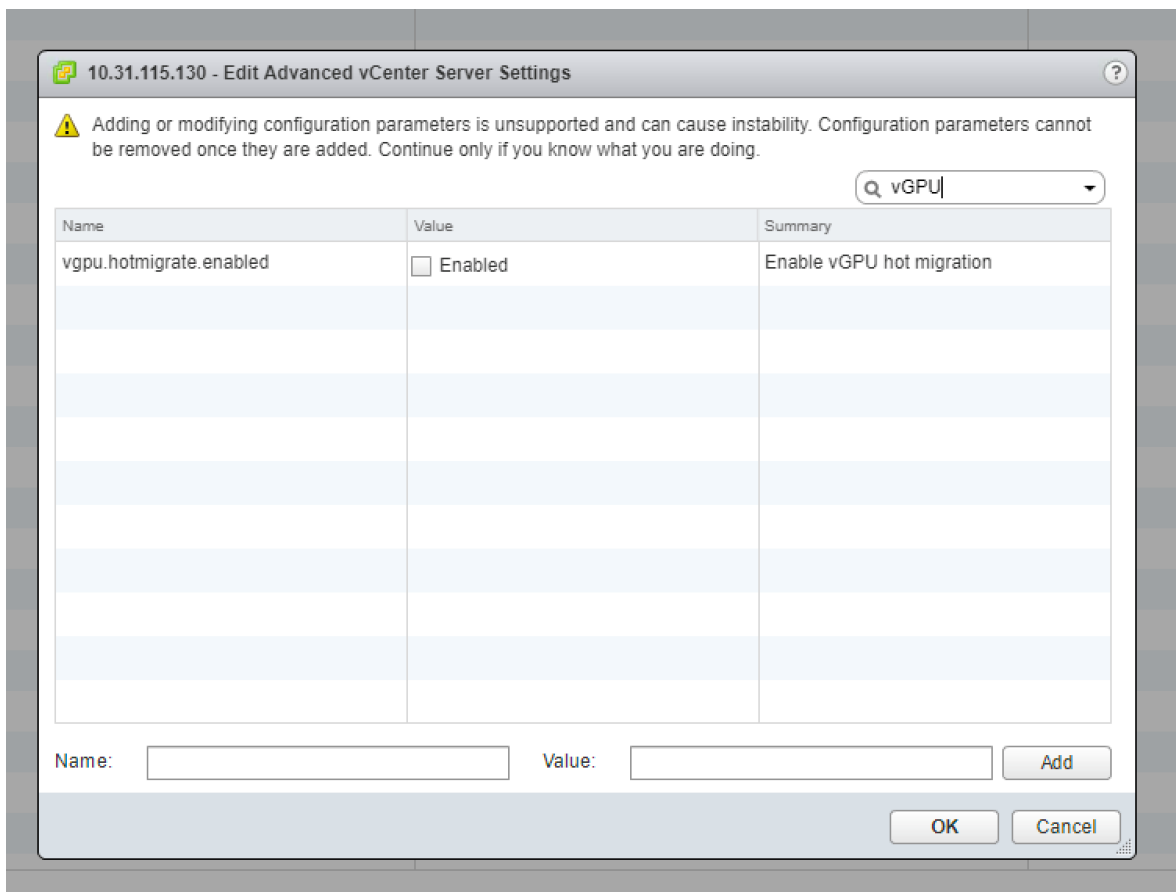 10.31.115.130 - Edit Advanced vCenter Server Settings
?
Adding or modifying configuration parameters is unsupported and can cause instability. Configuration parameters cannot
be removed once they are added. Continue only if you know what you are doing.
vGPU
Name Value Summary
vgpu.hotmigrate.enabled Enabled Enable vGPU hot migration
Name: Value: Add
OK Cancel